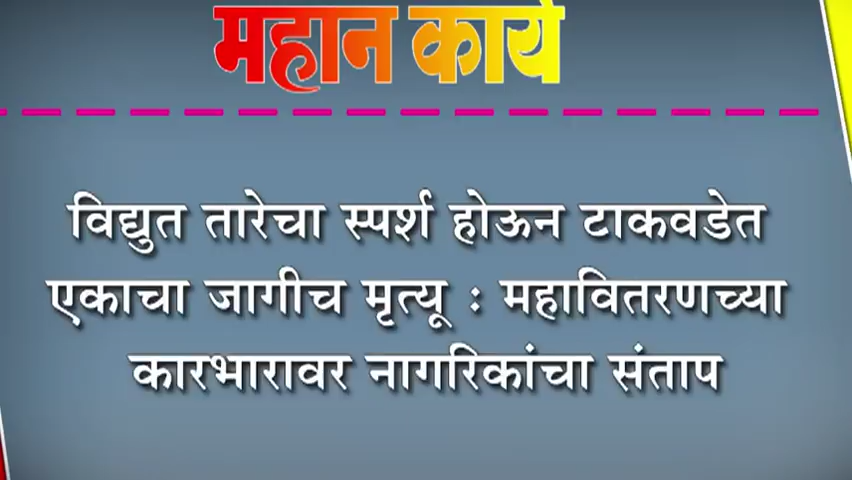 महान कार्य
विद्युत तारेचा स्पर्श होऊन टाकवडेत
एकाचा जागीच मृत्यू : महावितरणच्या
कारभारावर नागरिकांचा संताप